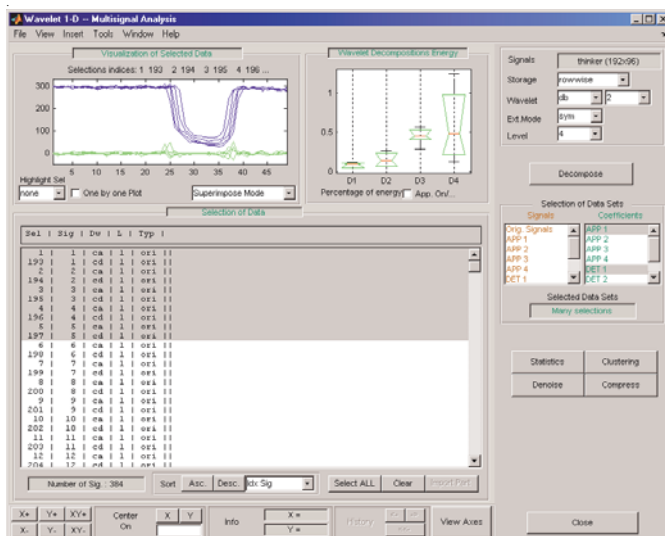 Wavelet 1-D -- Multisignal Analysis
File View Insert Tools Window Help
Visualization of Selected Data
Selections indices: 1 193 2 194 3 195 4 196 ...
300
200
100
0
5 10 15 20 25 30 35 40 45
Highlight Sel
none
One by one Plot
Superimpose Mode
Wavelet Decompositions Energy
1
0.5
0
D1 D2 D3 D4
Percentage of energy
App. On/...
Signals thinker (192x96)
Storage rowwise
Wavelet db 2
Ext.Mode sym
Level 4
Decompose
Selection of Data Sets
Signals Coefficients
Orig. Signals APP 1
APP 1 APP 2
APP 2 APP 3
APP 3 APP 4
APP 4 DET 1
DET 1 DET 2
Selected Data Sets
Many selections
Statistics Clustering
Denoise Compress
Selection of Data
Sel | Sig | Dw | L | Typ |
1 | 1 | ca | 1 | ori ||
193 | 1 | cd | 1 | ori ||
2 | 2 | ca | 1 | ori ||
194 | 2 | cd | 1 | ori ||
3 | 3 | ca | 1 | ori ||
195 | 3 | cd | 1 | ori ||
4 | 4 | ca | 1 | ori ||
196 | 4 | cd | 1 | ori ||
5 | 5 | ca | 1 | ori ||
197 | 5 | cd | 1 | ori ||
6 | 6 | ca | 1 | ori ||
198 | 6 | cd | 1 | ori ||
7 | 7 | ca | 1 | ori ||
199 | 7 | cd | 1 | ori ||
8 | 8 | ca | 1 | ori ||
200 | 8 | cd | 1 | ori ||
9 | 9 | ca | 1 | ori ||
201 | 9 | cd | 1 | ori ||
10 | 10 | ca | 1 | ori ||
202 | 10 | cd | 1 | ori ||
11 | 11 | ca | 1 | ori ||
203 | 11 | cd | 1 | ori ||
12 | 12 | ca | 1 | ori ||
204 | 12 | cd | 1 | ori ||
Number of Sig. : 384
Sort Asc. Desc. Idx Sig
Select ALL Clear Import Part
X+ Y+ XY+
X- Y- XY-
Center On
X Y
Info
X =
Y =
History
<- ->
<<-
View Axes
Close